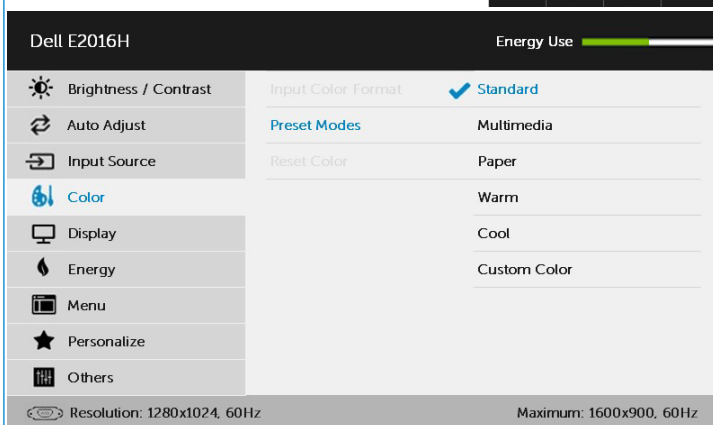 Dell E2016H
Energy Use
Brightness / Contrast
Input Color Format
Standard
Auto Adjust
Preset Modes
Multimedia
Input Source
Reset Color
Paper
Color
Warm
Display
Cool
Energy
Custom Color
Menu
Personalize
Others
Resolution: 1280x1024, 60Hz
Maximum: 1600x900, 60Hz